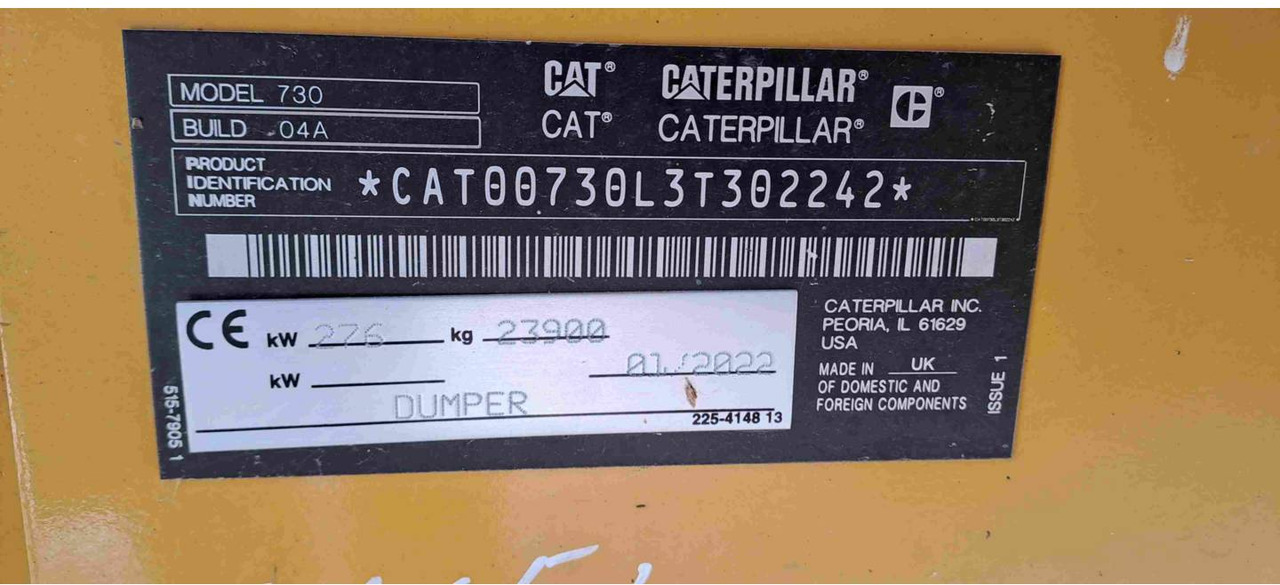 MODEL 730
BUILD 04A
CAT® CATERPILLAR® ®
CAT® CATERPILLAR®
PRODUCT
IDENTIFICATION
NUMBER
*CAT00730L3T302242*
CE kW 276 kg 23900
kW 01/2022
DUMPER
225-4148 13
515-7905 1
CATERPILLAR INC.
PEORIA, IL 61629
USA
MADE IN UK
OF DOMESTIC AND
FOREIGN COMPONENTS
ISSUE 1